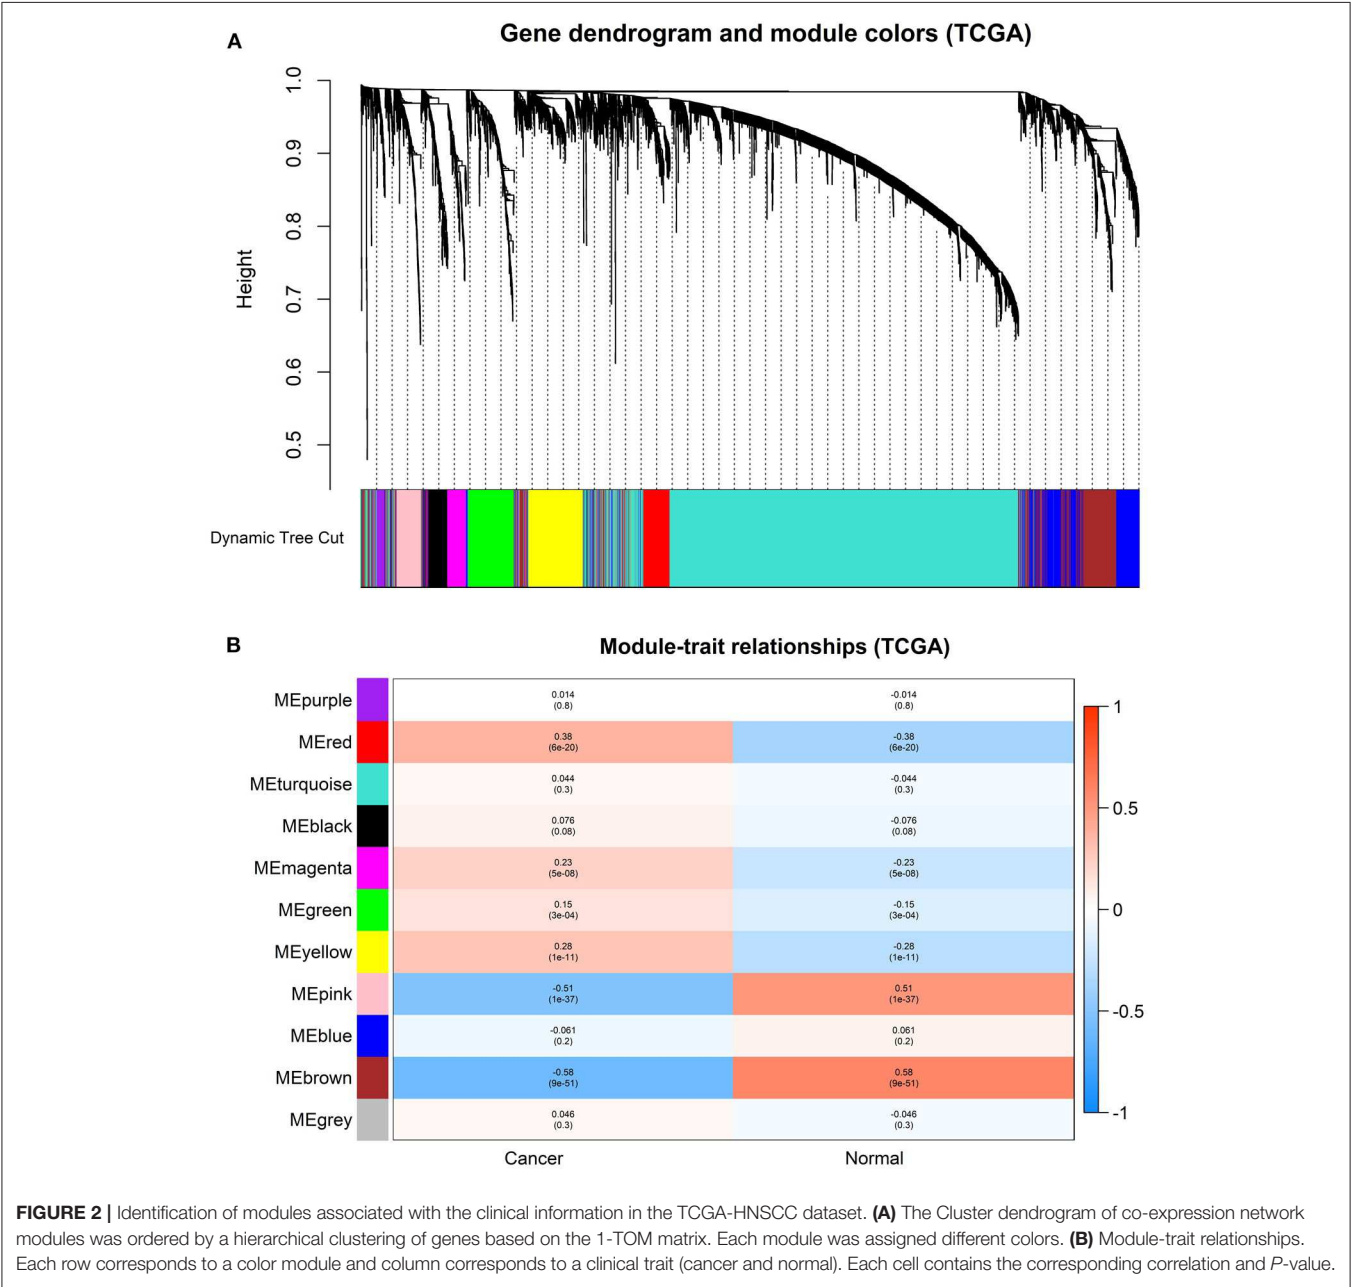 A
Gene dendrogram and module colors (TCGA)
Height
1.0
0.9
0.8
0.7
0.6
0.5
Dynamic Tree Cut
B
Module-trait relationships (TCGA)
MEpurple
0.014
(0.8)
-0.014
(0.8)
MEred
0.38
(6e-20)
-0.38
(6e-20)
MEturquoise
0.044
(0.3)
-0.044
(0.3)
MEblack
0.076
(0.08)
-0.076
(0.08)
MEmagenta
0.23
(5e-08)
-0.23
(5e-08)
MEgreen
0.15
(3e-04)
-0.15
(3e-04)
MEyellow
0.28
(1e-11)
-0.28
(1e-11)
MEpink
-0.51
(1e-37)
0.51
(1e-37)
MEblue
-0.061
(0.2)
0.061
(0.2)
MEbrown
-0.58
(9e-51)
0.58
(9e-51)
MEgrey
0.046
(0.3)
-0.046
(0.3)
1
0.5
0
-0.5
-1
Cancer
Normal
FIGURE 2 | Identification of modules associated with the clinical information in the TCGA-HNSCC dataset. (A) The Cluster dendrogram of co-expression network
modules was ordered by a hierarchical clustering of genes based on the 1-TOM matrix. Each module was assigned different colors. (B) Module-trait relationships.
Each row corresponds to a color module and column corresponds to a clinical trait (cancer and normal). Each cell contains the corresponding correlation and P-value.